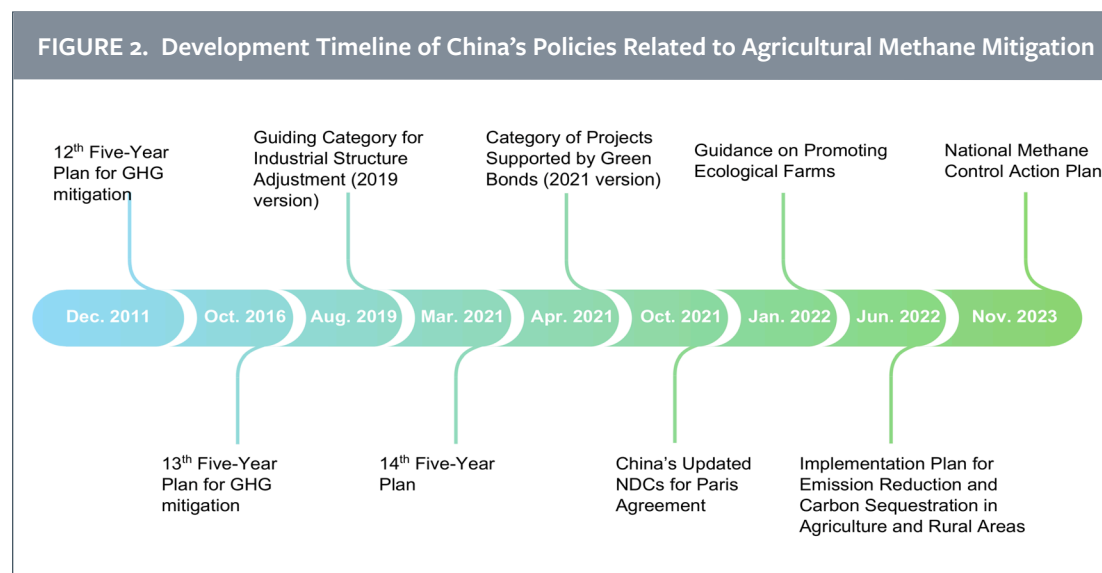 FIGURE 2. Development Timeline of China’s Policies Related to Agricultural Methane Mitigation
12th Five-Year
Plan for GHG
mitigation
Guiding Category for
Industrial Structure
Adjustment (2019
version)
Category of Projects
Supported by Green
Bonds (2021 version)
Guidance on Promoting
Ecological Farms
National Methane
Control Action Plan
Dec. 2011
Oct. 2016
Aug. 2019
Mar. 2021
Apr. 2021
Oct. 2021
Jan. 2022
Jun. 2022
Nov. 2023
13th Five-Year
Plan for GHG
mitigation
14th Five-Year
Plan
China’s Updated
NDCs for Paris
Agreement
Implementation Plan for
Emission Reduction and
Carbon Sequestration in
Agriculture and Rural Areas